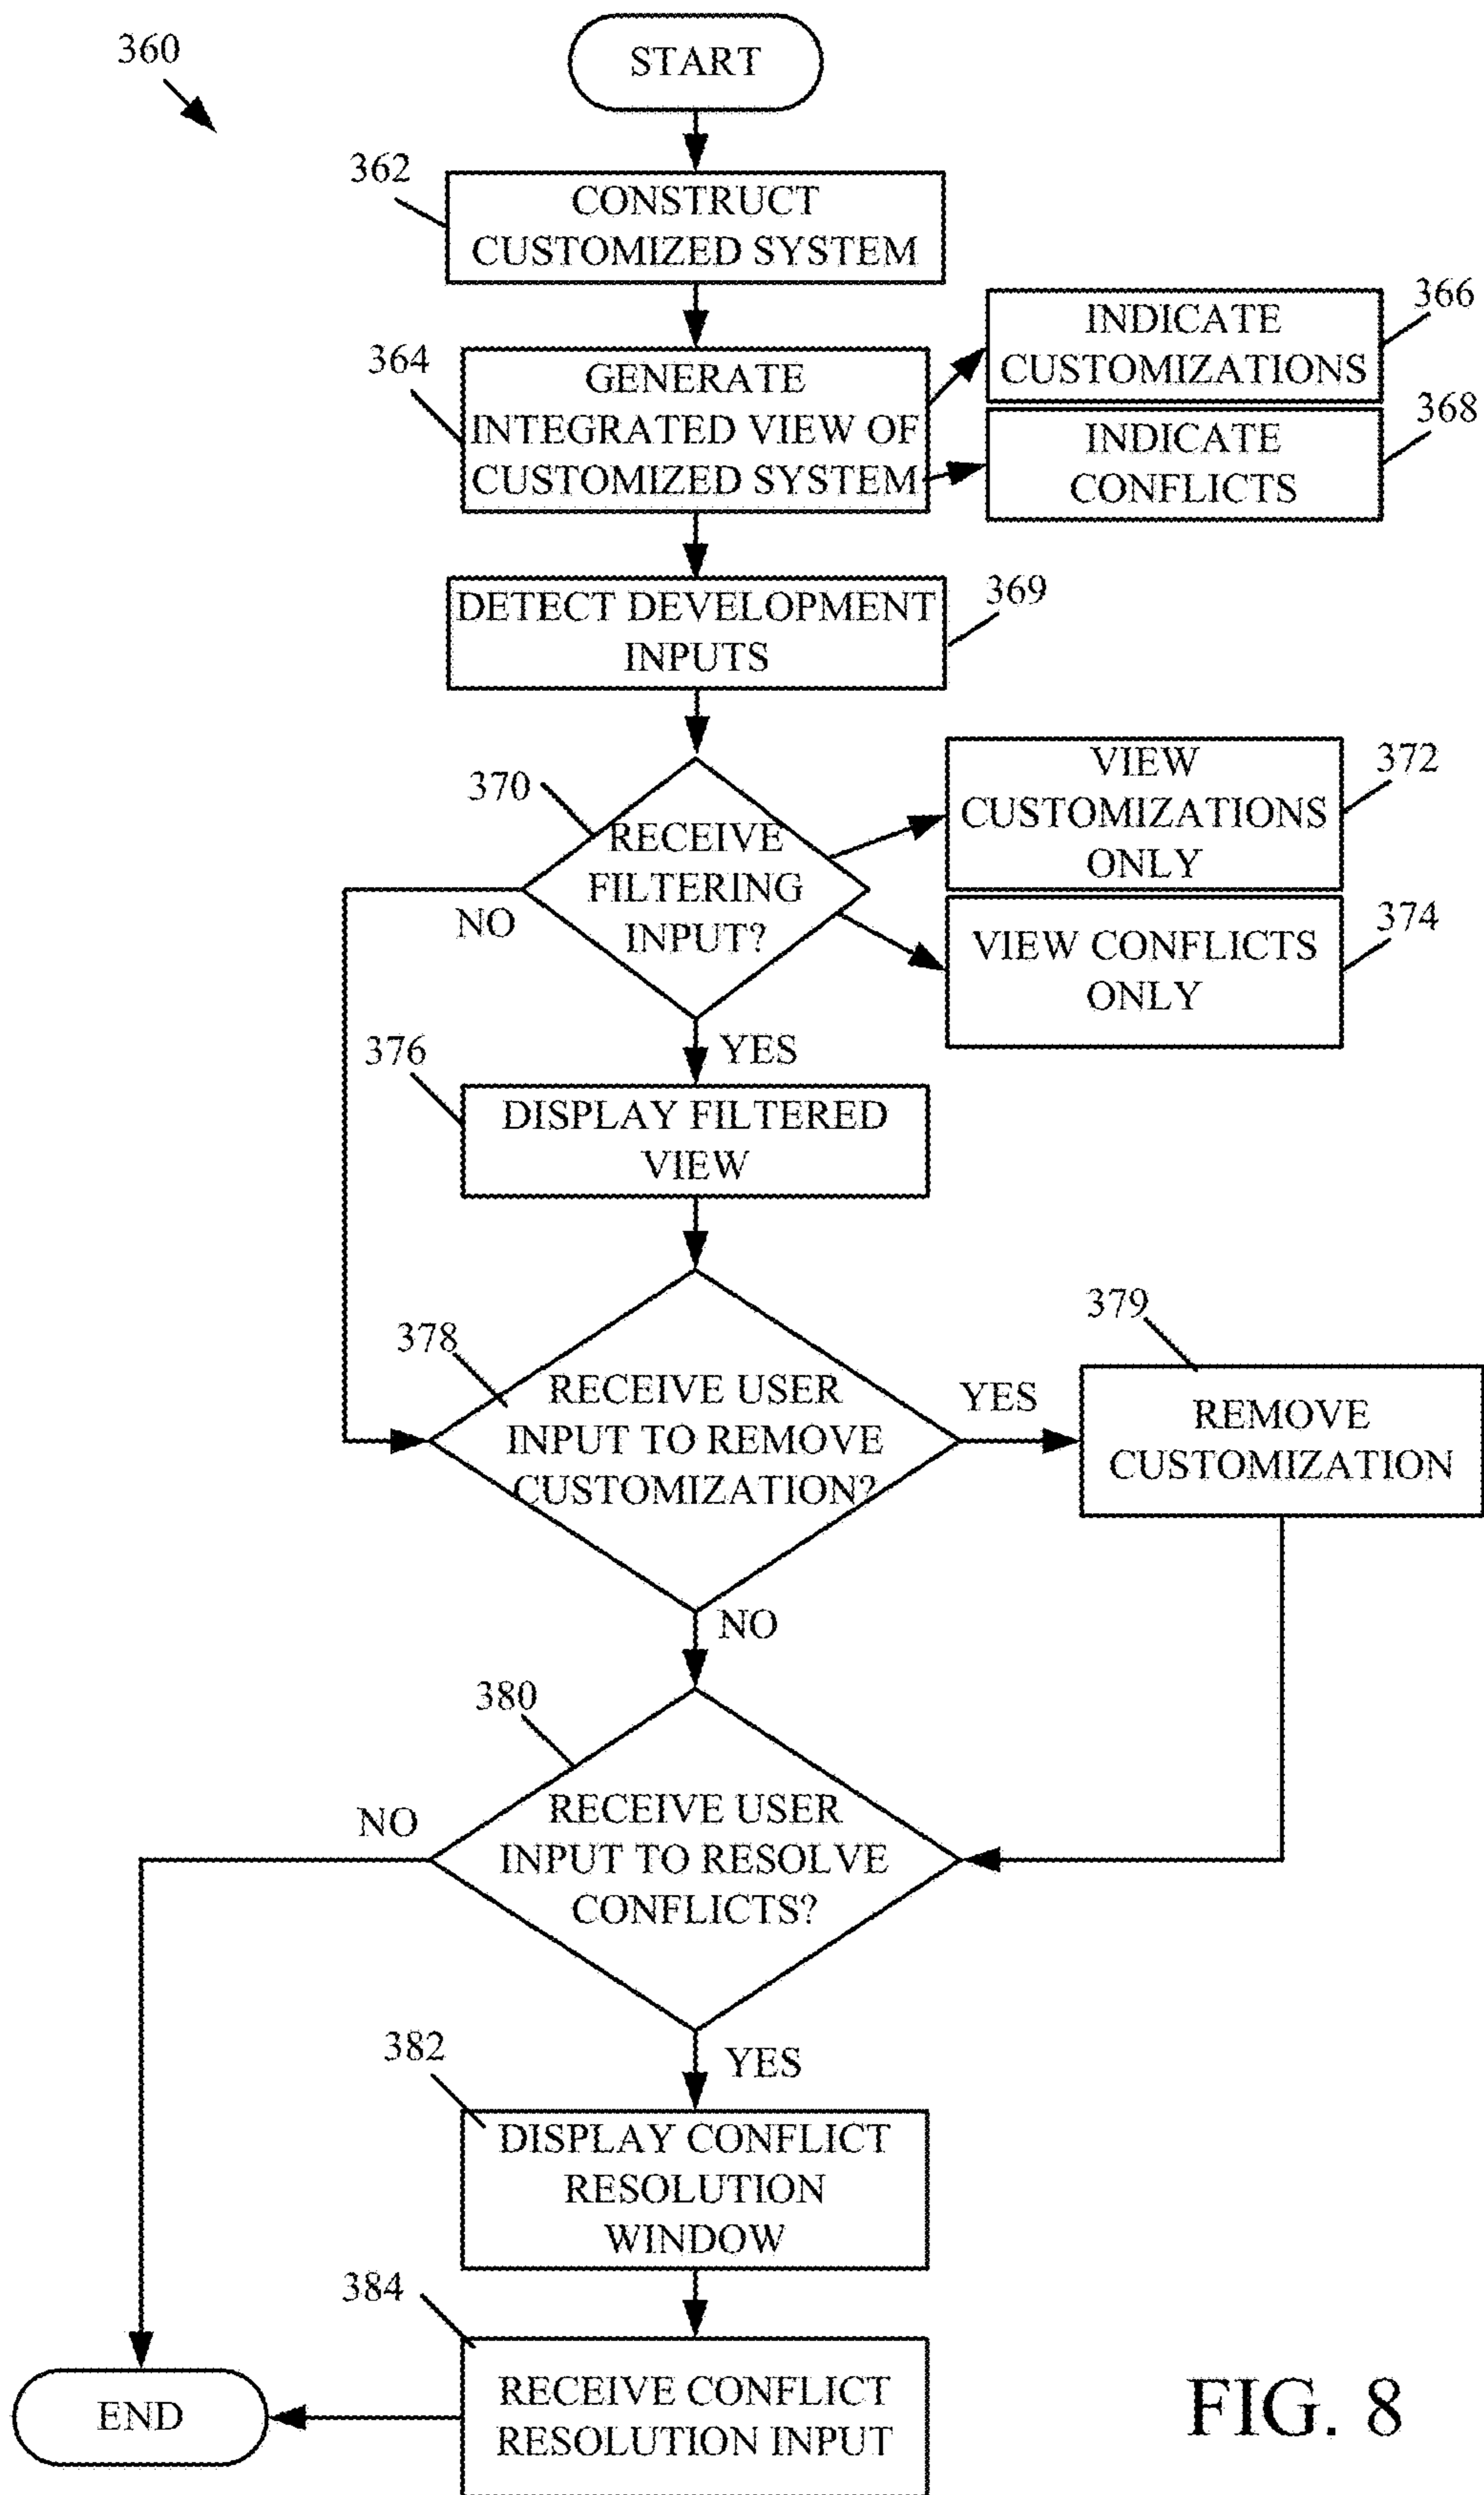 360
START
362
CONSTRUCT
CUSTOMIZED SYSTEM
364
GENERATE
INTEGRATED VIEW OF
CUSTOMIZED SYSTEM
INDICATE
CUSTOMIZATIONS
366
INDICATE
CONFLICTS
368
DETECT DEVELOPMENT
INPUTS
369
370
RECEIVE
FILTERING
INPUT?
VIEW
CUSTOMIZATIONS
ONLY
372
VIEW CONFLICTS
ONLY
374
NO
YES
376
DISPLAY FILTERED
VIEW
378
RECEIVE USER
INPUT TO REMOVE
CUSTOMIZATION?
YES
379
REMOVE
CUSTOMIZATION
NO
380
RECEIVE USER
INPUT TO RESOLVE
CONFLICTS?
NO
YES
382
DISPLAY CONFLICT
RESOLUTION
WINDOW
384
RECEIVE CONFLICT
RESOLUTION INPUT
END
FIG. 8